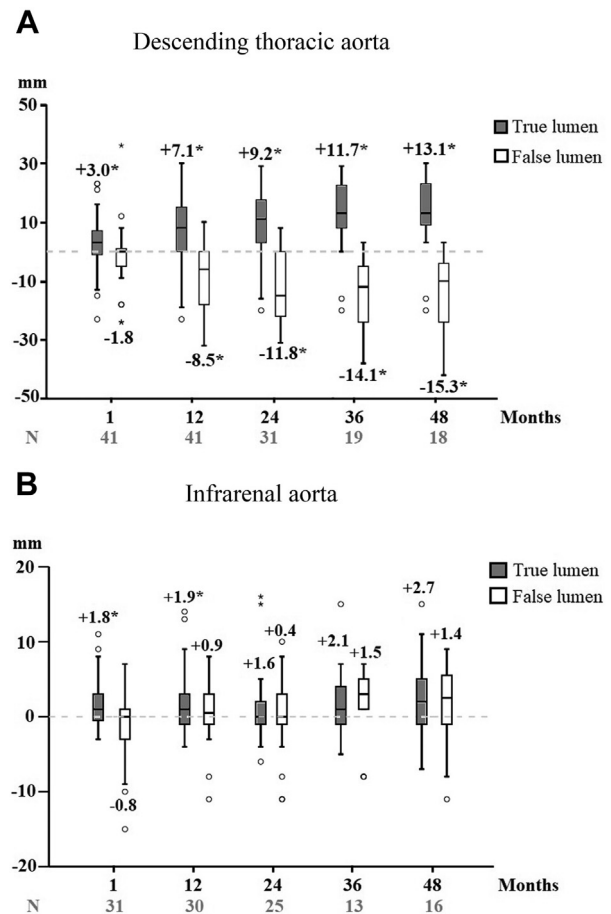 A
Descending thoracic aorta
mm
50
30
10
-10
-30
-50
True lumen
False lumen
+3.0*
+7.1*
+9.2*
+11.7*
+13.1*
-1.8
-8.5*
-11.8*
-14.1*
-15.3*
1 12 24 36 48 Months
N 41 41 31 19 18
B
Infrarenal aorta
mm
20
10
0
-10
-20
True lumen
False lumen
+1.8*
+1.9*
+0.9
+1.6
+0.4
+2.1
+1.5
+2.7
+1.4
-0.8
1 12 24 36 48 Months
N 31 30 25 13 16